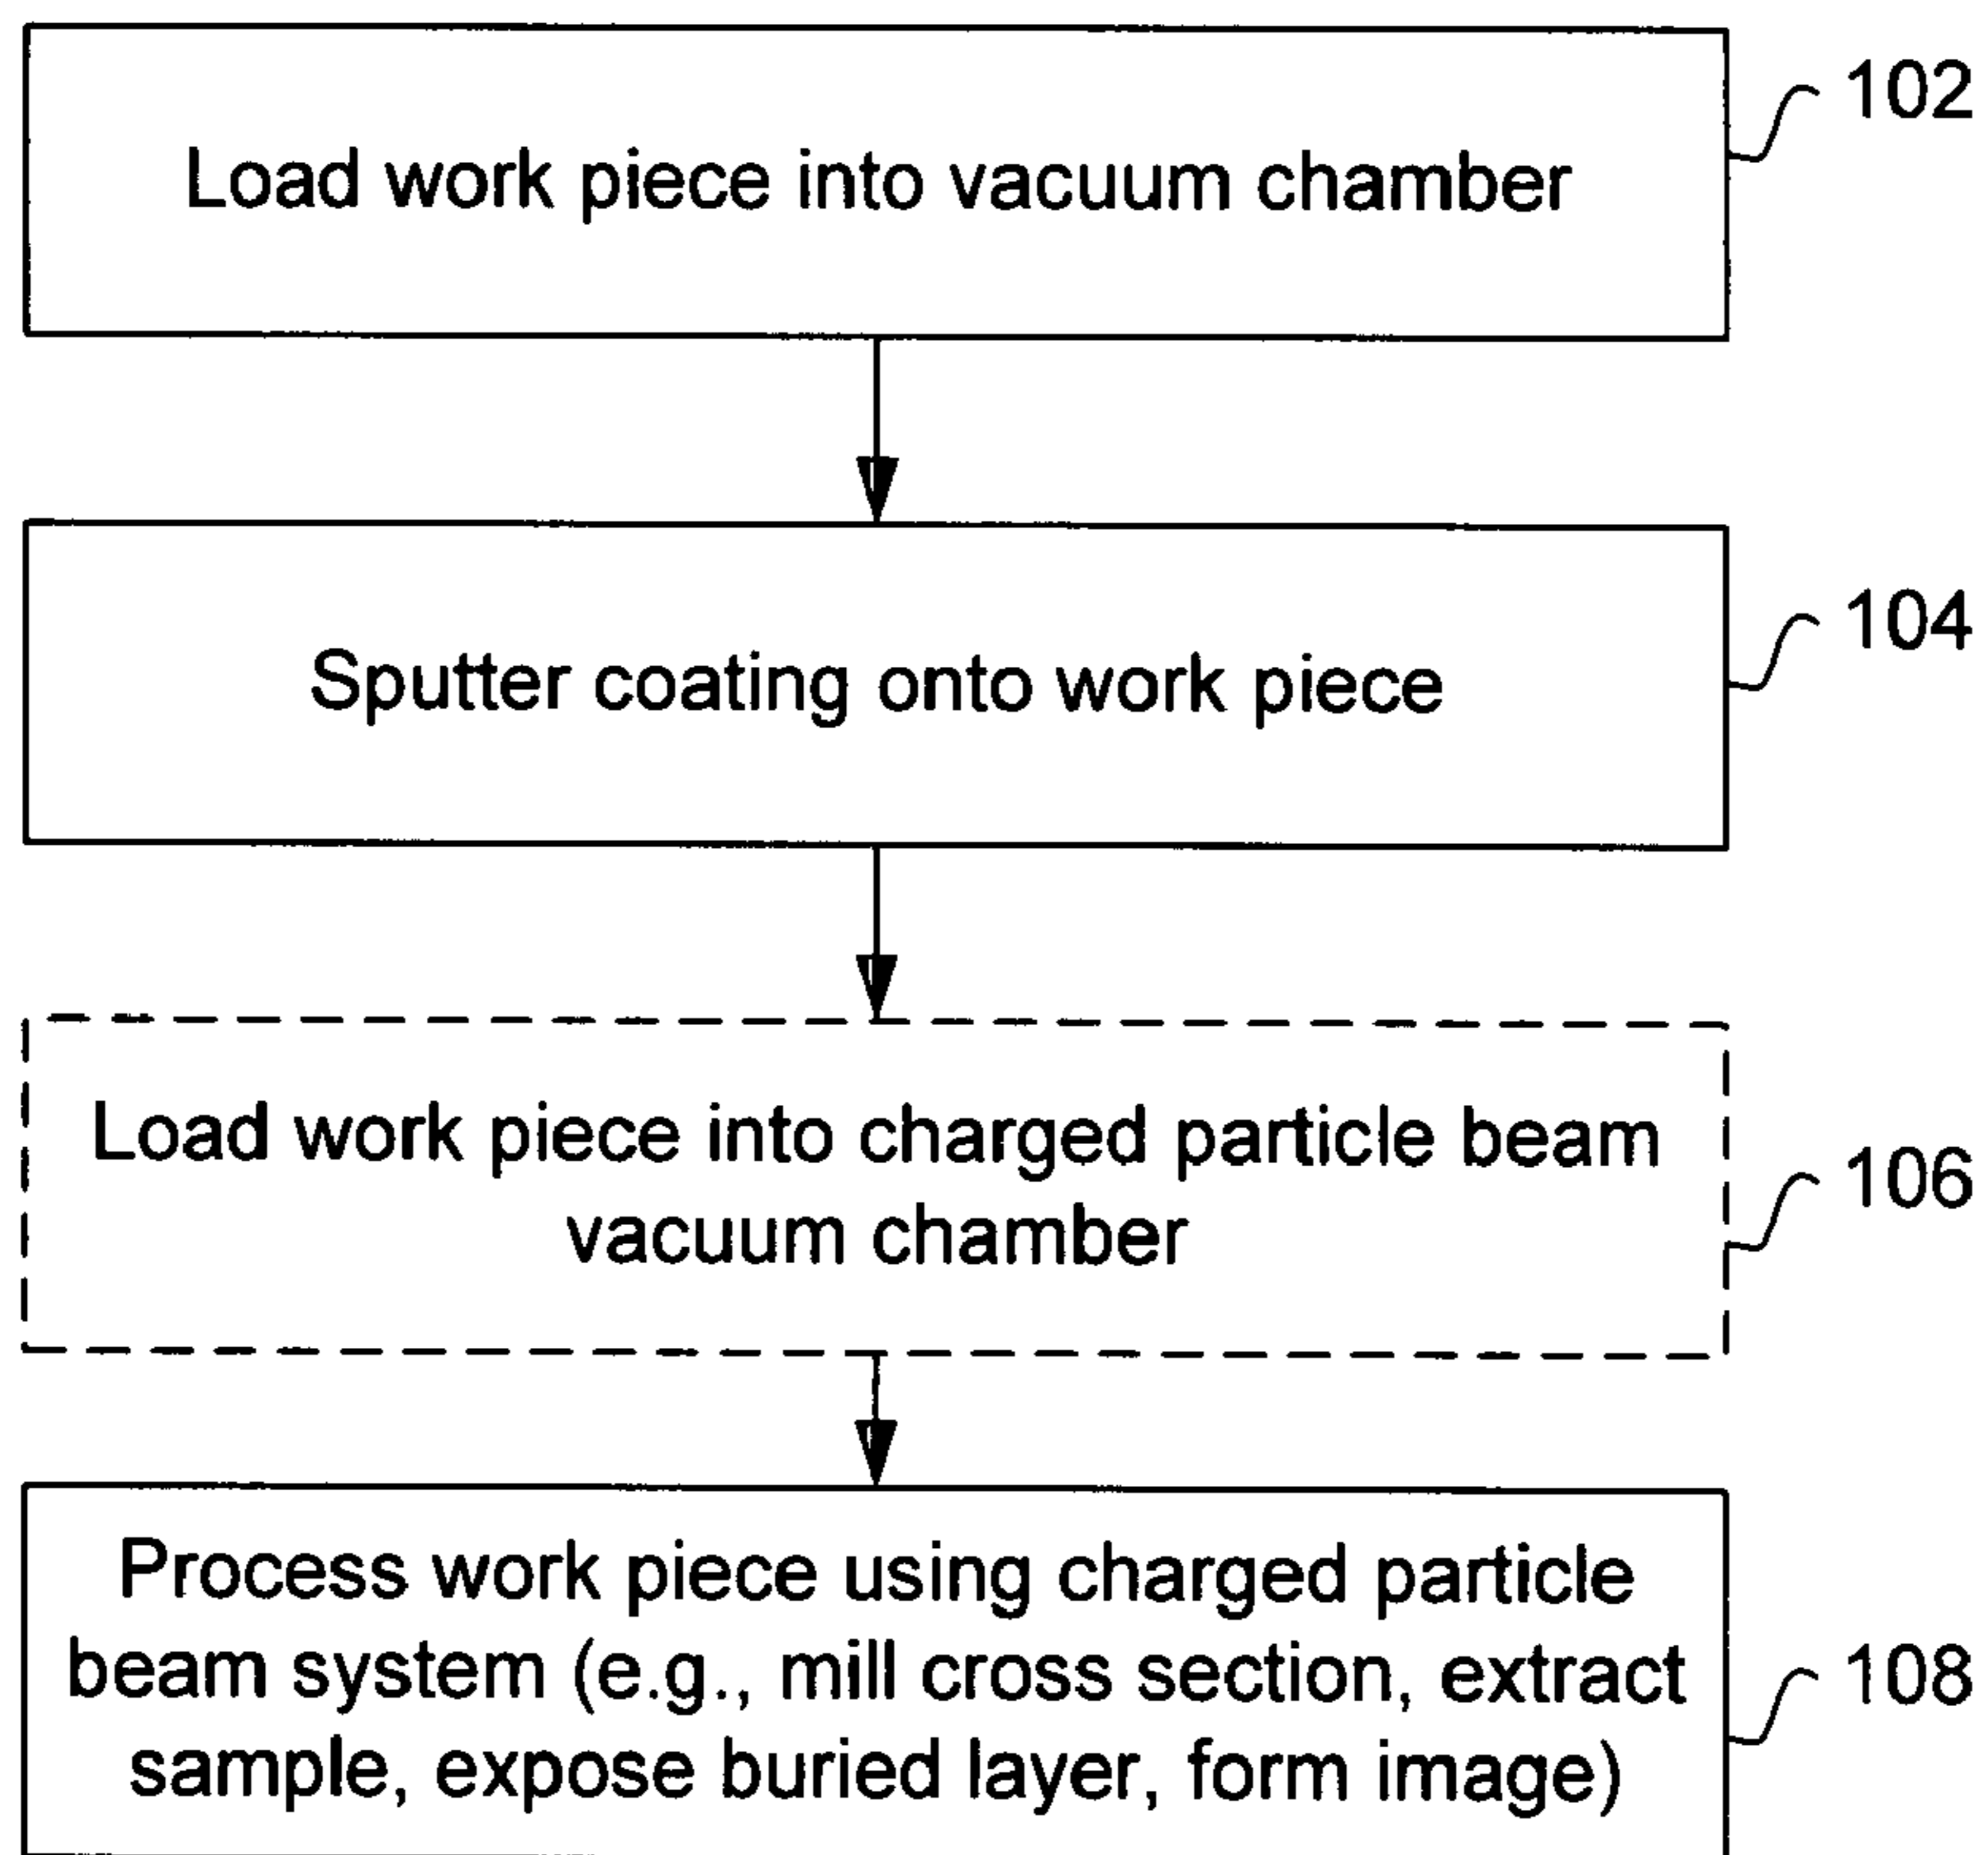 Load work piece into vacuum chamber
102
Sputter coating onto work piece
104
Load work piece into charged particle beam
vacuum chamber
106
Process work piece using charged particle
beam system (e.g., mill cross section, extract
sample, expose buried layer, form image)
108